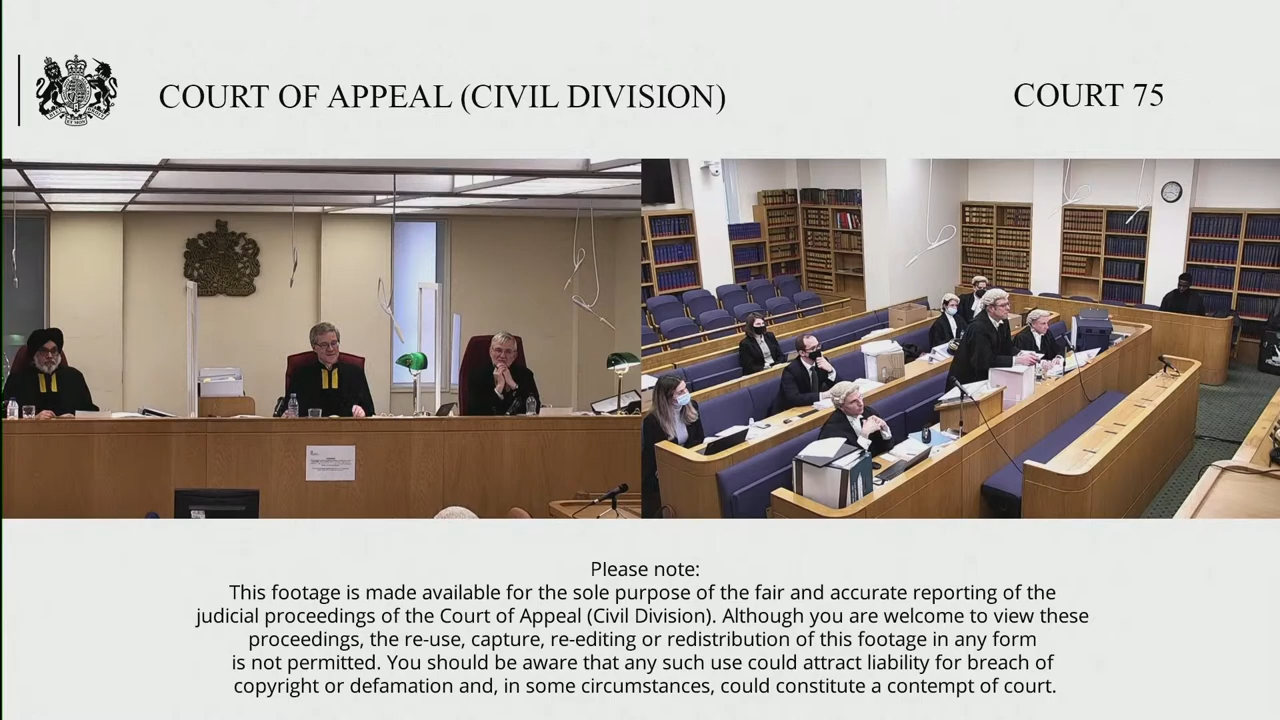 COURT OF APPEAL (CIVIL DIVISION)
COURT 75
Please note:
This footage is made available for the sole purpose of the fair and accurate reporting of the
judicial proceedings of the Court of Appeal (Civil Division). Although you are welcome to view these
proceedings, the re-use, capture, re-editing or redistribution of this footage in any form
is not permitted. You should be aware that any such use could attract liability for breach of
copyright or defamation and, in some circumstances, could constitute a contempt of court.